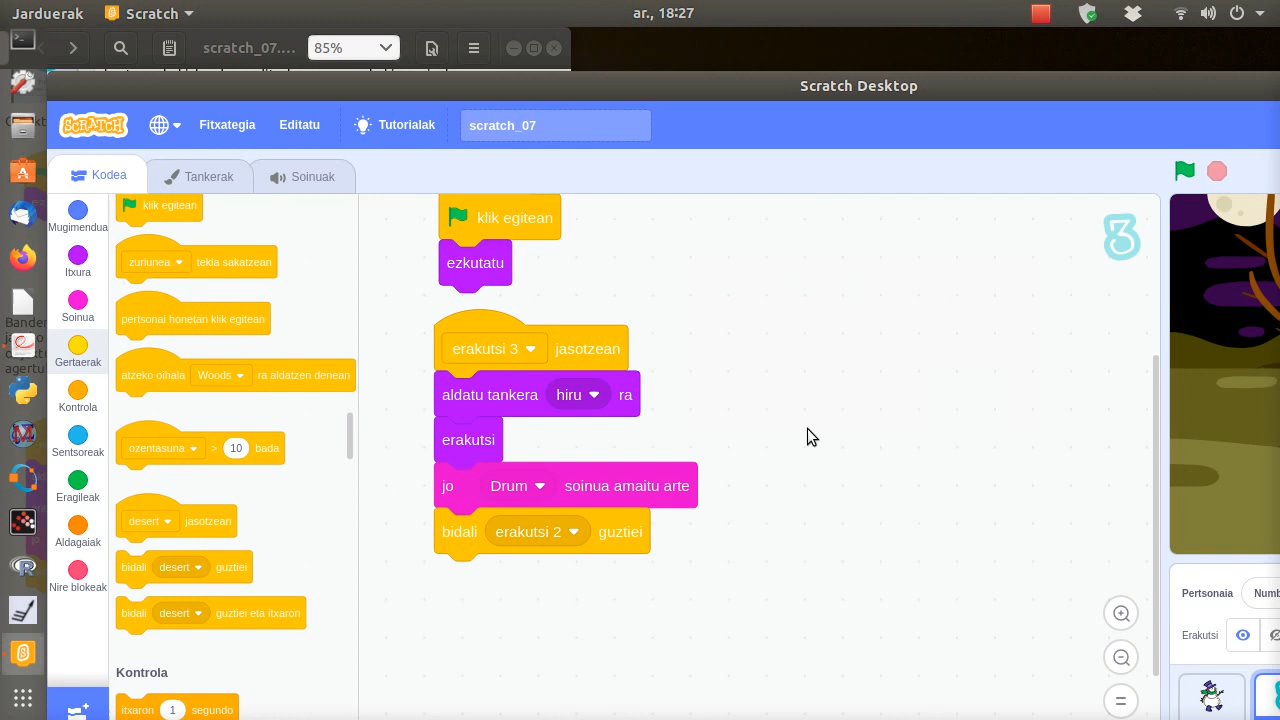 Jarduerak
Scratch
ar., 18:27
scratch_07....
85%
Scratch Desktop
SCRATCH
Fitxategia
Editatu
Tutorialak
scratch_07
Kodea
Tankerak
Soinuak
Mugimendua
Itxura
Soinua
Gertaerak
Kontrola
Sentsoreak
Eragileak
Aldagaiak
Nire blokeak
klik egitean
zuriunea tekla sakatzean
pertsonai honetan klik egitean
atzeko oihala Woods ra aldatzen denean
ozentasuna > 10 bada
desert jasotzean
bidali desert guztiei
bidali desert guztiei eta itxaron
Kontrola
itxaron 1 segundo
klik egitean
ezkutatu
erakutsi 3 jasotzean
aldatu tankera hiru ra
erakutsi
jo Drum soinua amaitu arte
bidali erakutsi 2 guztiei
3
Pertsonaia
Numb
Erakutsi